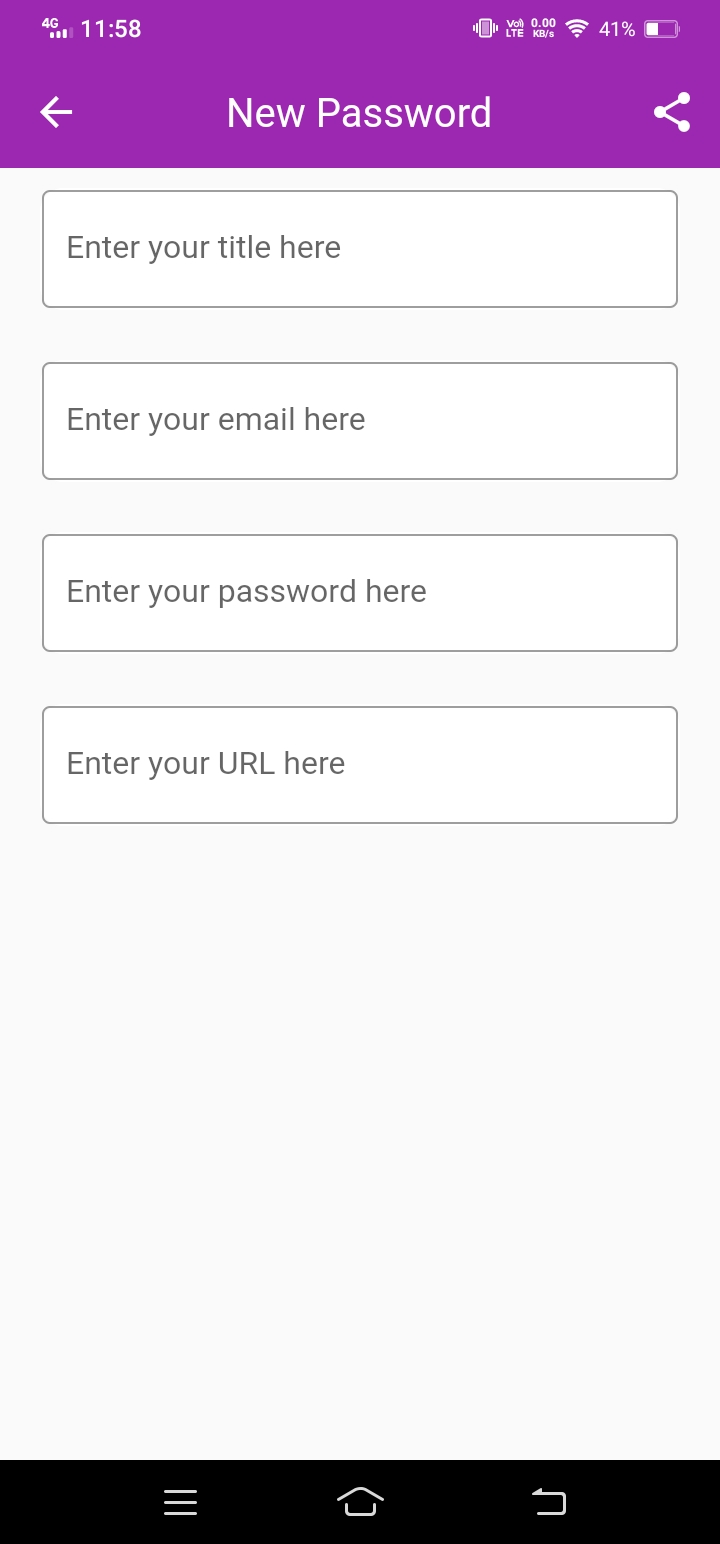 4G 11:58 Vo) LTE 0.00 KB/s 41%
New Password
Enter your title here
Enter your email here
Enter your password here
Enter your URL here